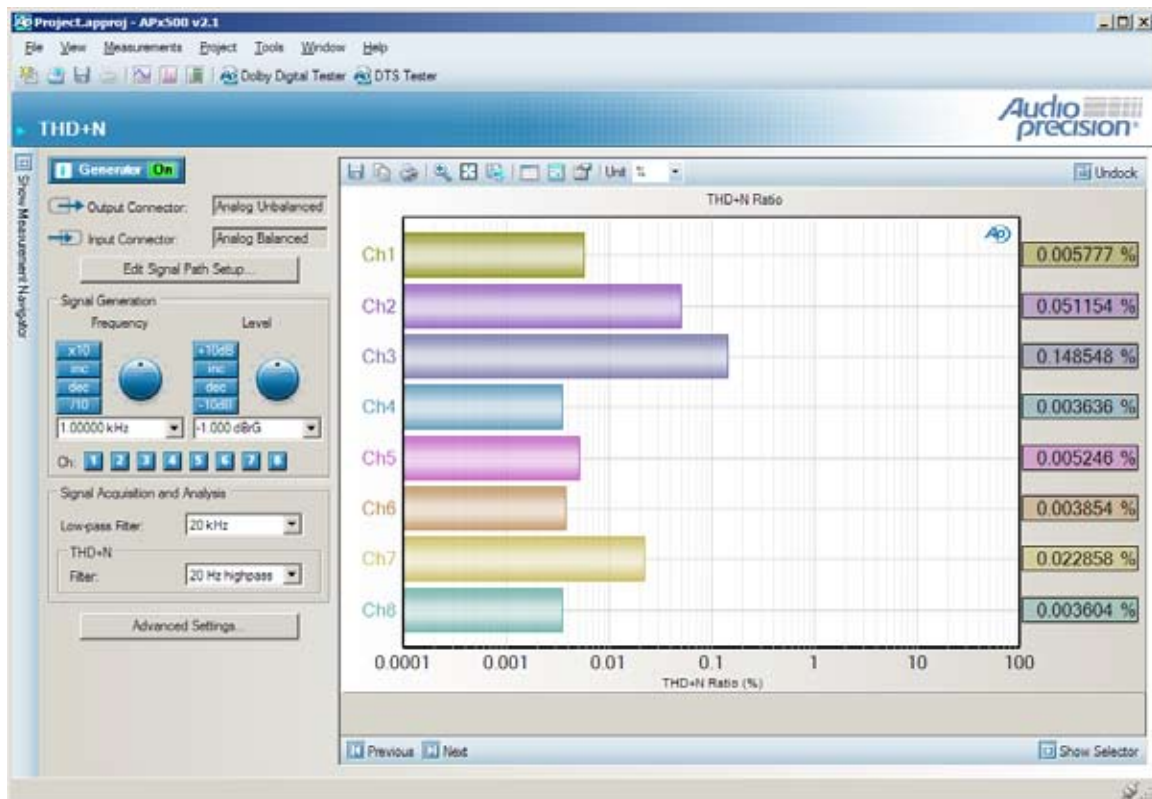 Project.approj - APx500 v2.1
File View Measurements Project Tools Window Help
Dolby Digital Tester DTS Tester
THD+N
Audio precision
Show Measurement Navigator
Generator On
Output Connector: Analog Unbalanced
Input Connector: Analog Balanced
Edit Signal Path Setup...
Signal Generation
Frequency Level
x10 +10dB
inc inc
dec dec
/10 -10dB
1.00000 kHz -1.000 dBrG
Ch: 1 2 3 4 5 6 7 8
Signal Acquisition and Analysis
Low-pass Filter: 20 kHz
THD+N
Filter: 20 Hz highpass
Advanced Settings...
Unit % Undock
THD+N Ratio
Ap
Ch1 0.005777 %
Ch2 0.051154 %
Ch3 0.148548 %
Ch4 0.003636 %
Ch5 0.005246 %
Ch6 0.003854 %
Ch7 0.022858 %
Ch8 0.003604 %
0.0001 0.001 0.01 0.1 1 10 100
THD+N Ratio (%)
Previous Next Show Selector